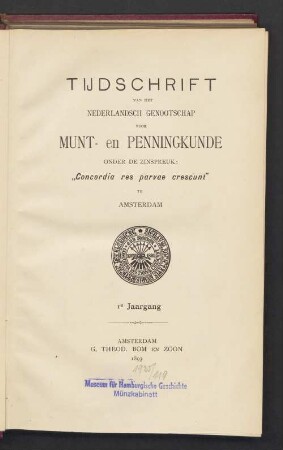 TIJDSCHRIFT
VAN HET
NEDERLANDSCH GENOOTSCHAP
VOOR
MUNT- en PENNINGKUNDE
ONDER DE ZINSPREUK:
„Concordia res parvae crescunt"
TE
AMSTERDAM
1e Jaargang
AMSTERDAM
G. THEOD. BOM EN ZOON
1893
Museum für Hamburgische Geschichte
Münzkabinett